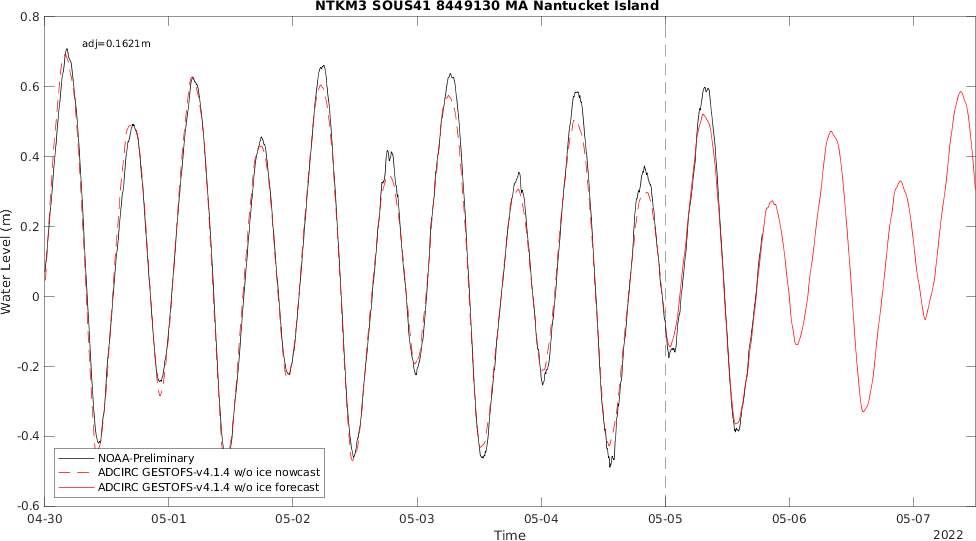 NTKM3 SOUS41 8449130 MA Nantucket Island
0.8
adj=0.1621m
0.6
0.4
0.2
0
-0.2
-0.4
-0.6
Water Level (m)
NOAA-Preliminary
ADCIRC GESTOFS-v4.1.4 w/o ice nowcast
ADCIRC GESTOFS-v4.1.4 w/o ice forecast
04-30 05-01 05-02 05-03 05-04 05-05 05-06 05-07
Time
2022